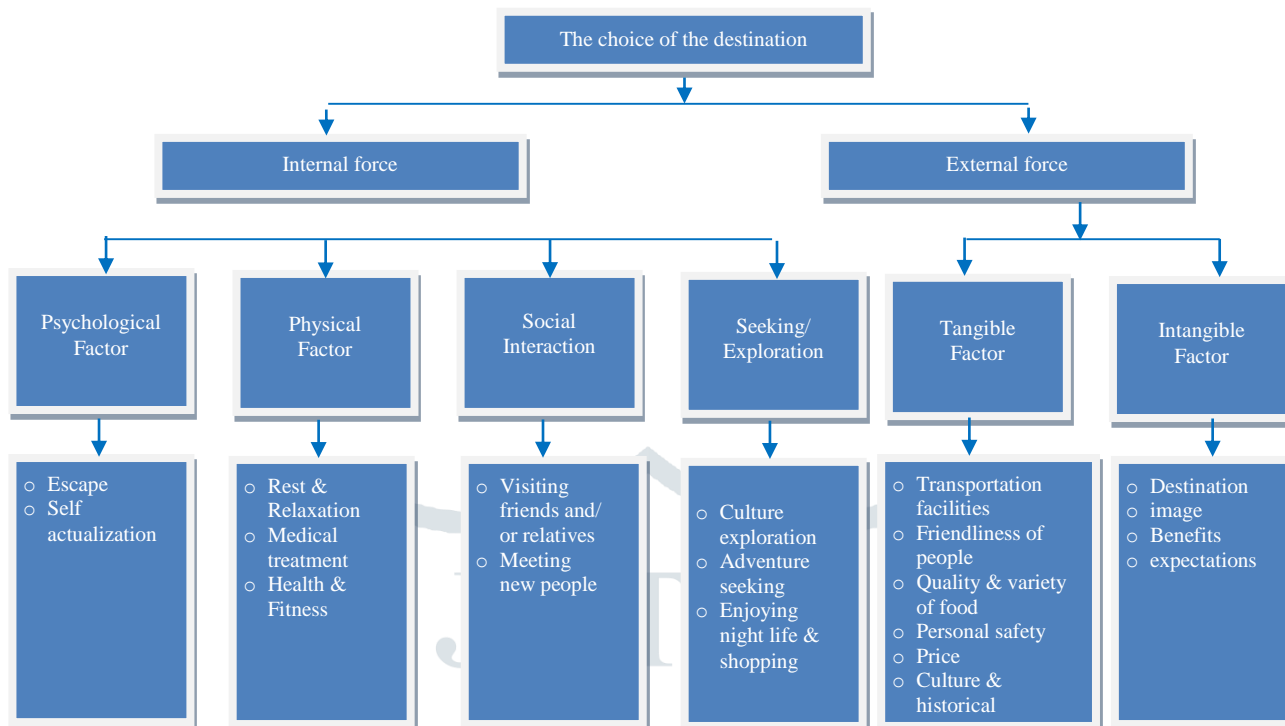 The choice of the destination
Internal force
External force
Psychological
Factor
Physical
Factor
Social
Interaction
Seeking/
Exploration
Tangible
Factor
Intangible
Factor
○ Escape
○ Self
actualization
○ Rest &
Relaxation
○ Medical
treatment
○ Health &
Fitness
○ Visiting
friends and/
or relatives
○ Meeting
new people
○ Culture
exploration
○ Adventure
seeking
○ Enjoying
night life &
shopping
○ Transportation
facilities
○ Friendliness of
people
○ Quality & variety
of food
○ Personal safety
○ Price
○ Culture &
historical
○ Destination
○ image
○ Benefits
○ expectations